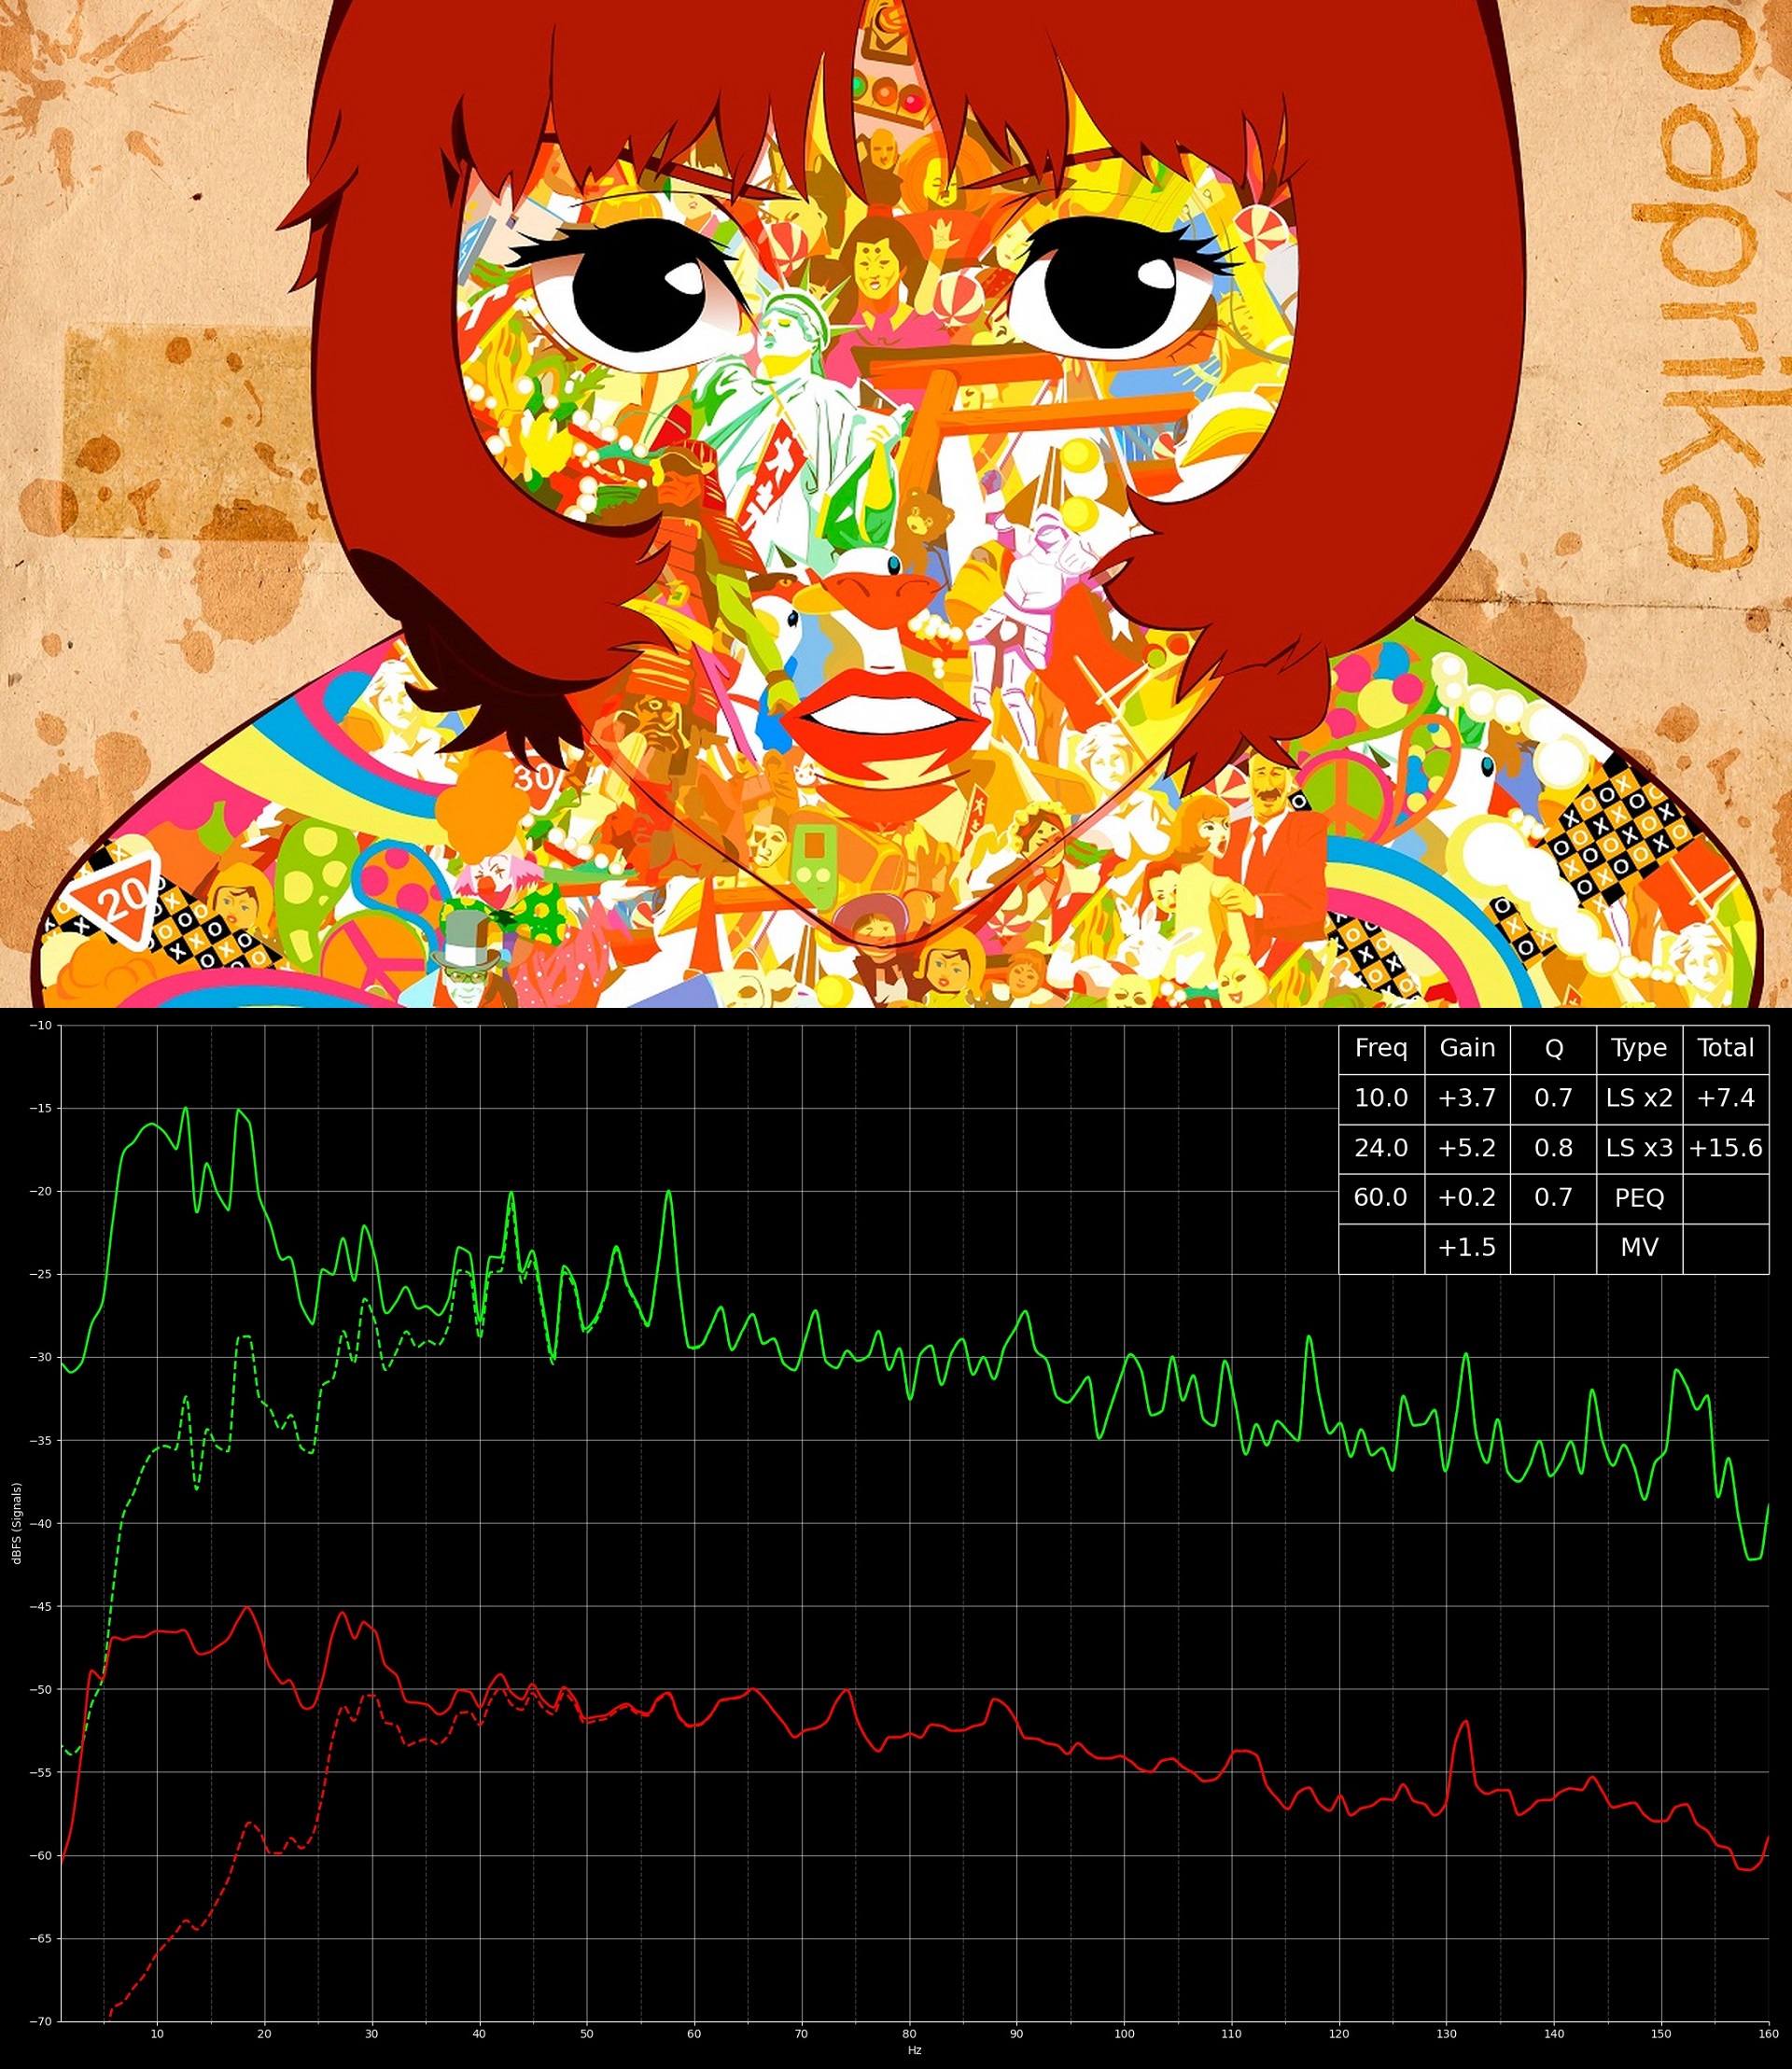 paprika
大
吉
30
20
XOXO
-10
-15
-20
-25
-30
-35
-40
-45
-50
-55
-60
-65
-70
dBFS (Signals)
10 20 30 40 50 60 70 80 90 100 110 120 130 140 150 160
Hz
Freq Gain Q Type Total
10.0 +3.7 0.7 LS x2 +7.4
24.0 +5.2 0.8 LS x3 +15.6
60.0 +0.2 0.7 PEQ
+1.5 MV